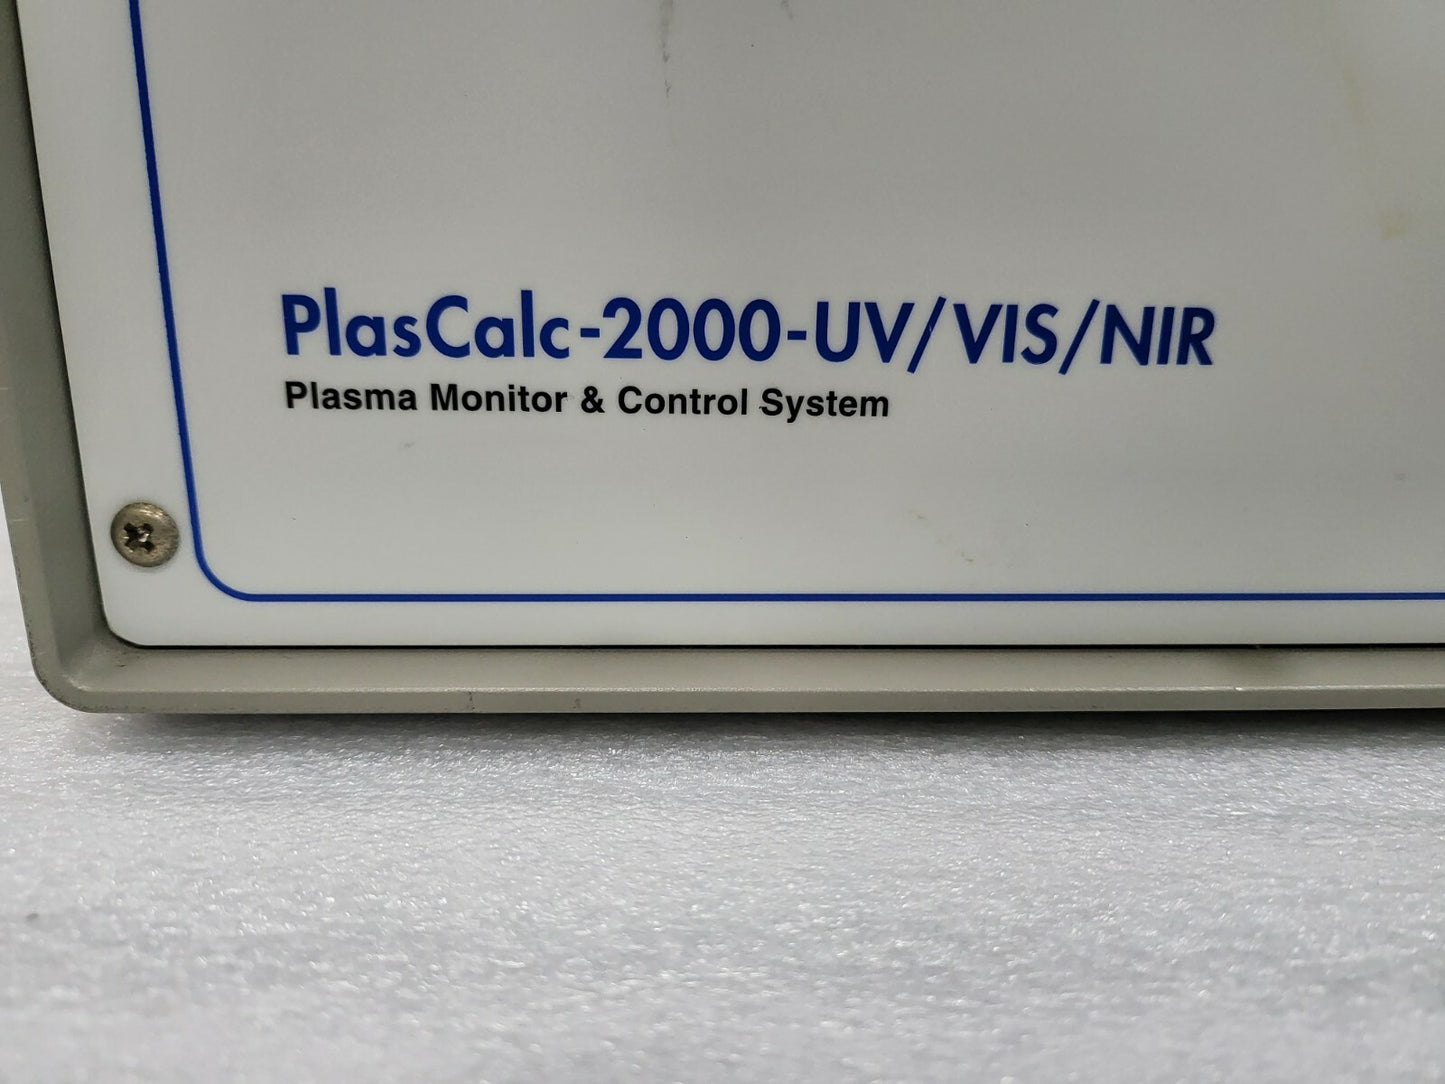 PlasCalc-2000-UV/VIS/NIR
Plasma Monitor & Control System